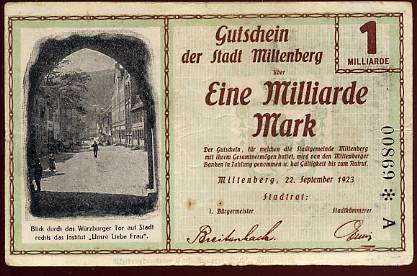 Gutschein
der Stadt Miltenberg
über
Eine Milliarde
Mark
1
MILLIARDE
Der Gutschein, für welchen die Stadtgemeinde Miltenberg
mit ihrem Gesamtvermögen haftet, wird von den Miltenberger
Banken in Zahlung genommen u. hat Gültigkeit bis zum Aufruf.
Miltenberg, 22. September 1923
Stadtrat:
1. Bürgermeister
Stadtkämmerer
Breitenbach
00869 * A
Blick durch das Würzburger Tor auf Stadt
rechts das Institut „Unsre Liebe Frau".